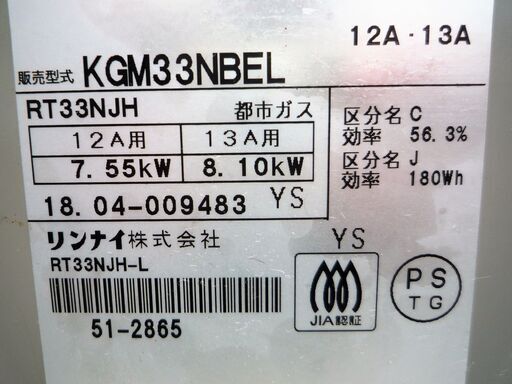 12A・13A
販売型式 KGM33NBEL
RT33NJH 都市ガス
12A用 13A用
7.55kW 8.10kW
区分名 C
効率 56.3%
区分名 J
効率 180Wh
18.04-009483 YS
リンナイ株式会社
RT33NJH-L
51-2865
YS
JIA認証
PS
TG